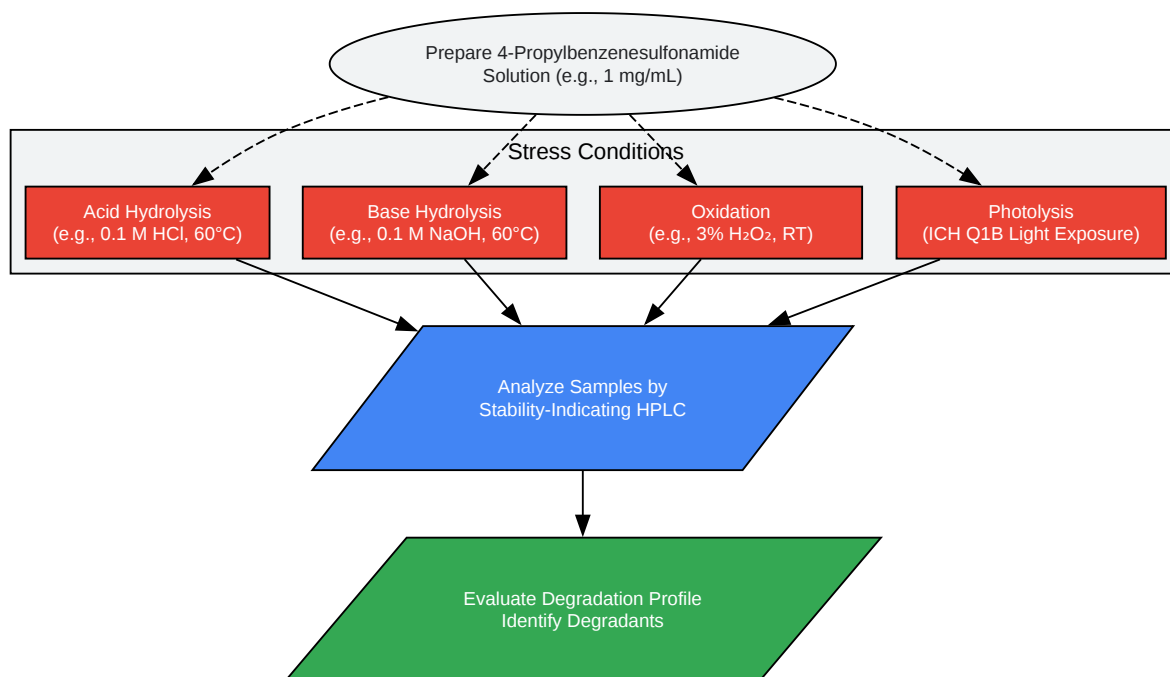 Prepare 4-Propylbenzenesulfonamide
Solution (e.g., 1 mg/mL)
Stress Conditions
Acid Hydrolysis
(e.g., 0.1 M HCl, 60°C)
Base Hydrolysis
(e.g., 0.1 M NaOH, 60°C)
Oxidation
(e.g., 3% H₂O₂, RT)
Photolysis
(ICH Q1B Light Exposure)
Analyze Samples by
Stability-Indicating HPLC
Evaluate Degradation Profile
Identify Degradants